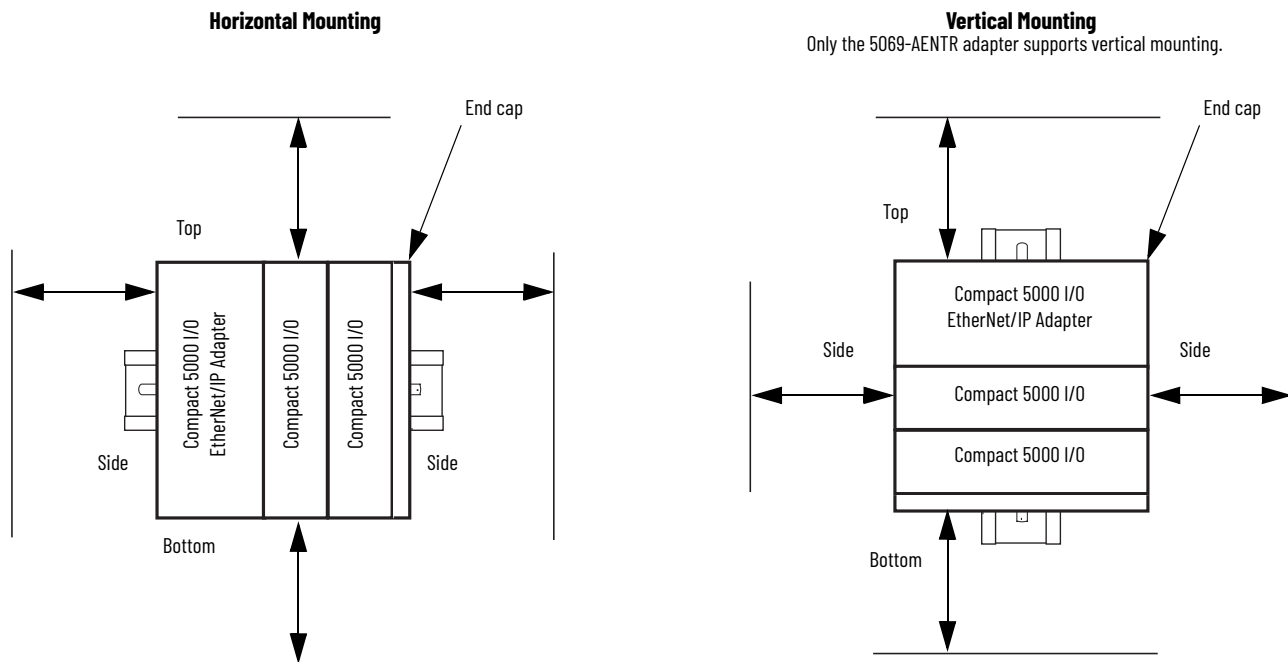 Horizontal Mounting
End cap
Top
Compact 5000 I/O
EtherNet/IP Adapter
Compact 5000 I/O
Compact 5000 I/O
Side
Side
Bottom
Vertical Mounting
Only the 5069-AENTR adapter supports vertical mounting.
End cap
Top
Compact 5000 I/O
EtherNet/IP Adapter
Side
Side
Compact 5000 I/O
Compact 5000 I/O
Bottom